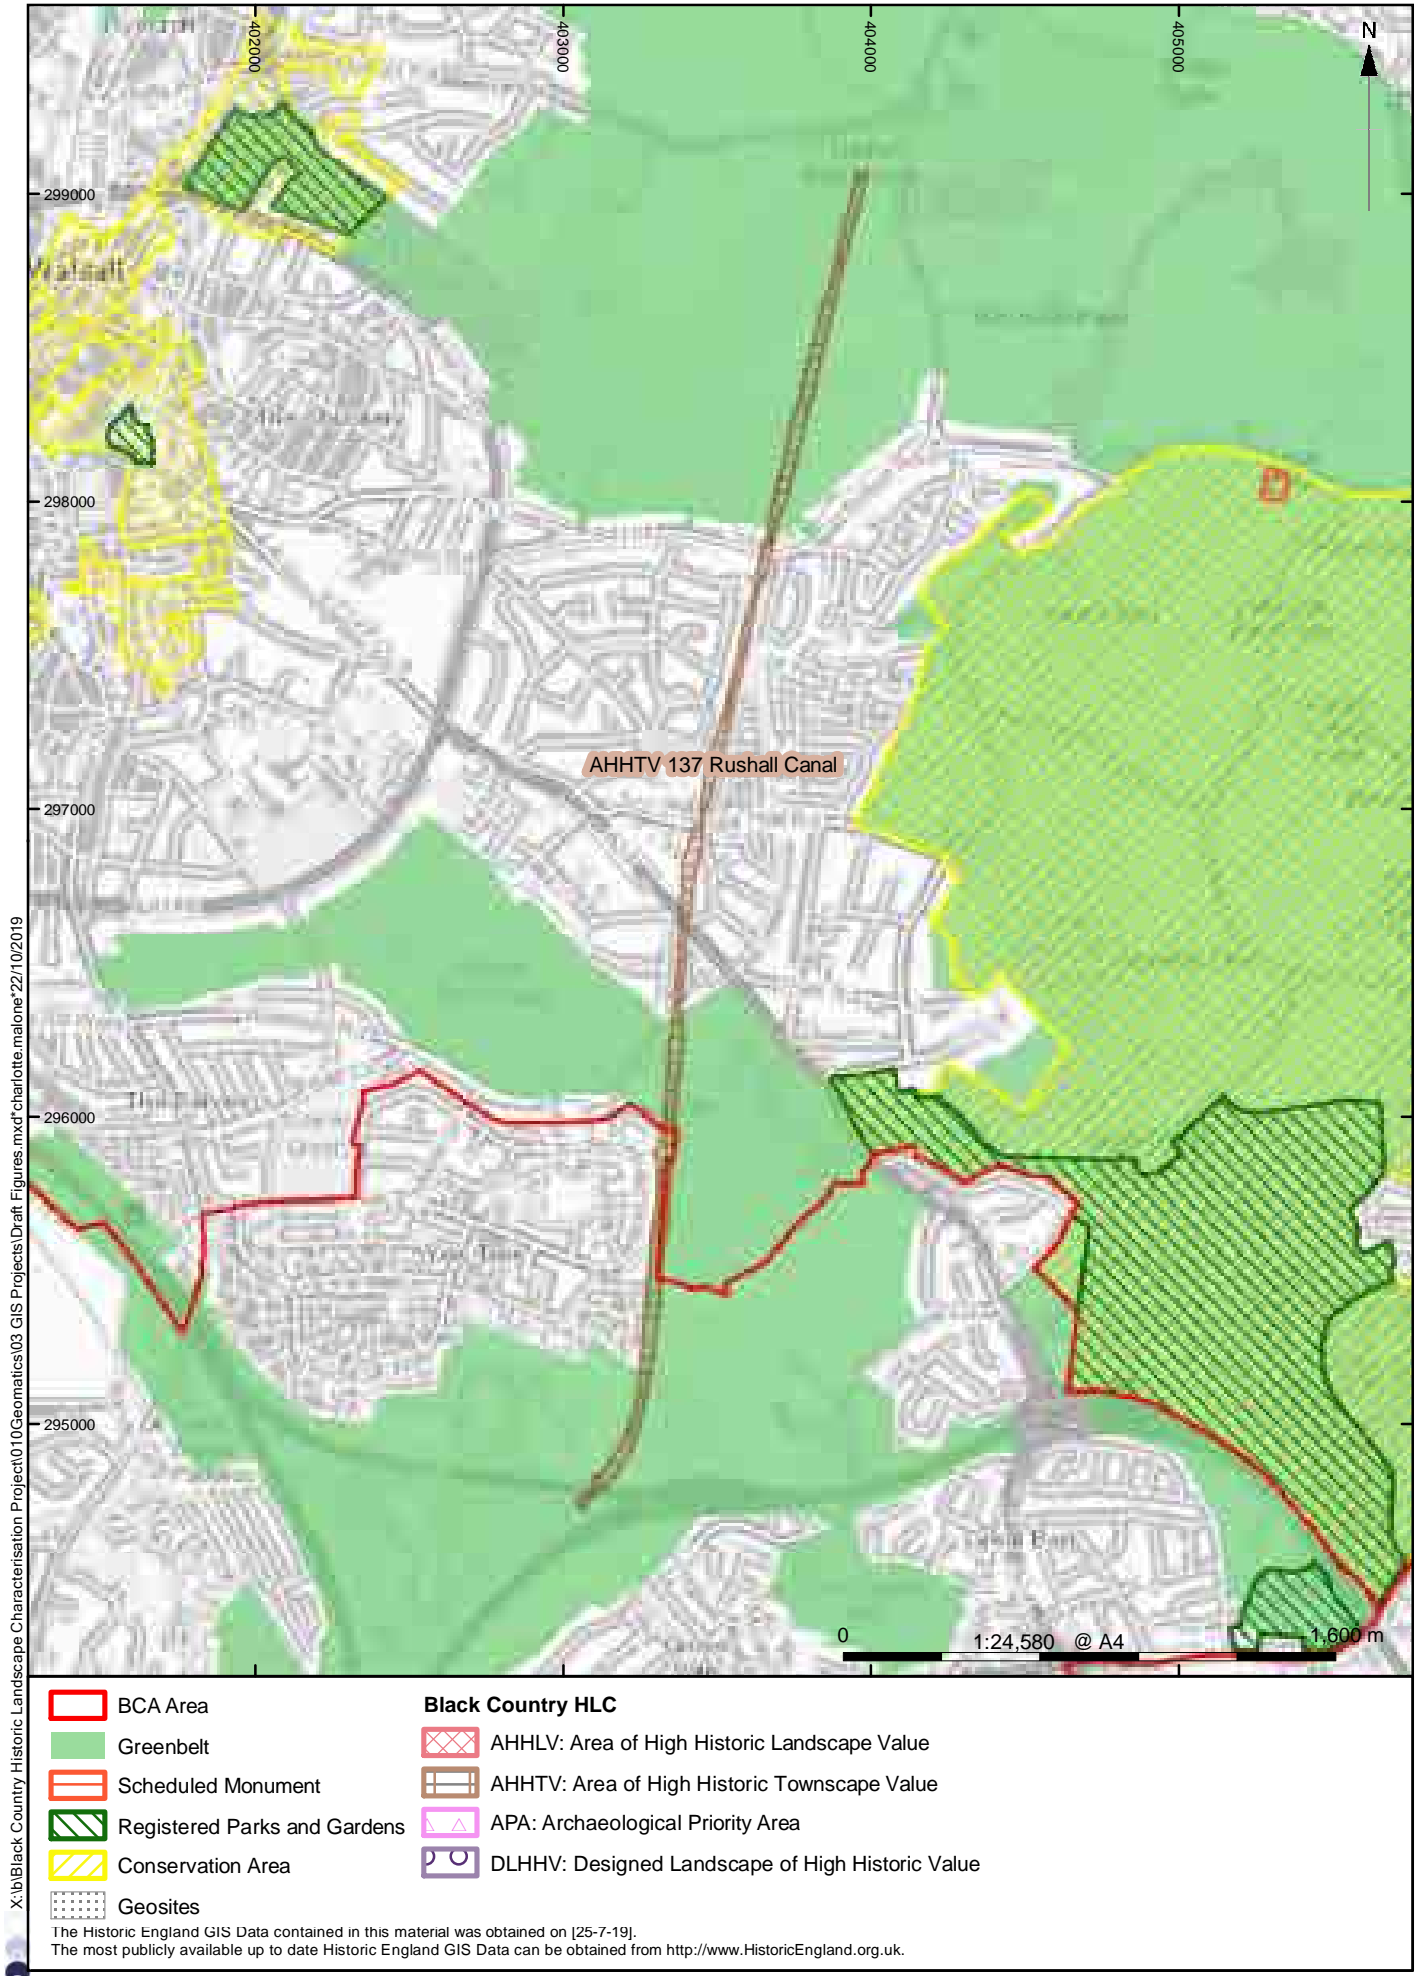 402000
403000
404000
405000
N
299000
Walsall
298000
AHHTV 137 Rushall Canal
297000
296000
295000
0
1:24,580 @ A4
1,600 m
X:\b\Black Country Historic Landscape Characterisation Project\010Geomatics\03 GIS Projects\Draft Figures.mxd*charlotte.malone*22/10/2019
BCA Area
Greenbelt
Scheduled Monument
Registered Parks and Gardens
Conservation Area
Geosites
Black Country HLC
AHHLV: Area of High Historic Landscape Value
AHHTV: Area of High Historic Townscape Value
APA: Archaeological Priority Area
DLHHV: Designed Landscape of High Historic Value
The Historic England GIS Data contained in this material was obtained on [25-7-19].
The most publicly available up to date Historic England GIS Data can be obtained from http://www.HistoricEngland.org.uk.